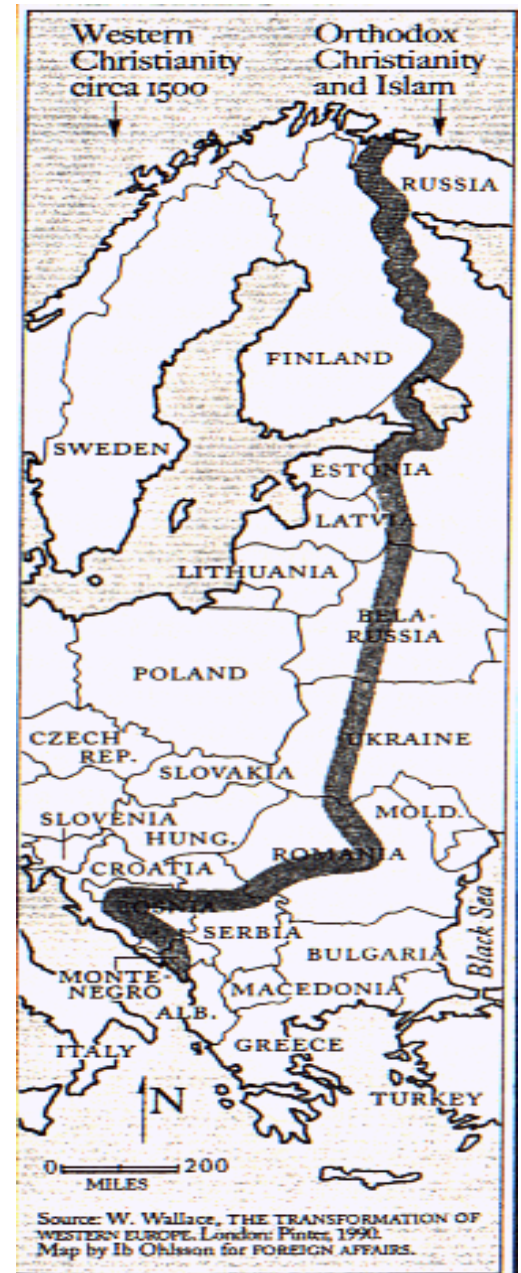 Western
Christianity
circa 1500
Orthodox
Christianity
and Islam
RUSSIA
FINLAND
SWEDEN
ESTONIA
LATVIA
LITHUANIA
BELA-
RUSSIA
POLAND
UKRAINE
CZECH
REP.
SLOVAKIA
MOLD.
SLOVENIA
HUNG.
ROMANIA
CROATIA
BOSNIA
SERBIA
Black Sea
BULGARIA
MONTE-
NEGRO
MACEDONIA
ALB.
ITALY
GREECE
TURKEY
N
0 200
MILES
Source: W. Wallace, THE TRANSFORMATION OF
WESTERN EUROPE. London: Pinter, 1990.
Map by Ib Ohlsson for FOREIGN AFFAIRS.